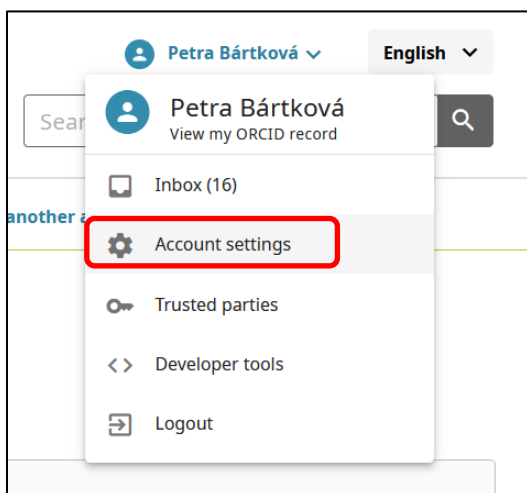 Petra Bártková
English
Sear
Petra Bártková
View my ORCID record
Inbox (16)
another a
Account settings
Trusted parties
Developer tools
Logout